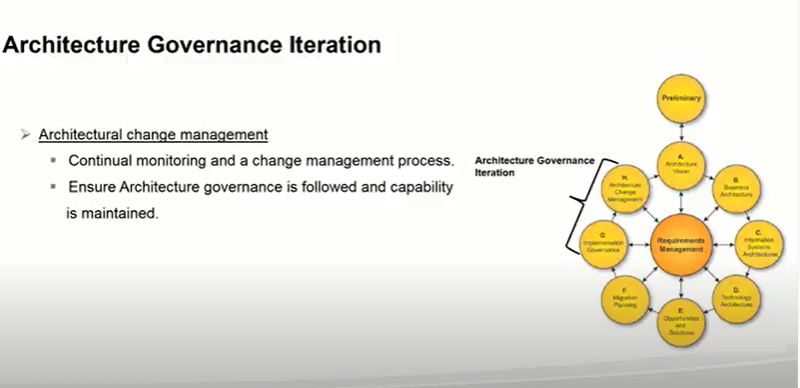 Architecture Governance Iteration
Architectural change management
Continual monitoring and a change management process.
Ensure Architecture governance is followed and capability
is maintained.
Architecture Governance
Iteration
Preliminary
A.
Architecture
Vision
H.
Architecture
Change
Management
B.
Business
Architecture
G.
Implementation
Governance
Requirements
Management
C.
Information
Systems
Architectures
F.
Migration
Planning
D.
Technology
Architecture
E.
Opportunities
and
Solutions